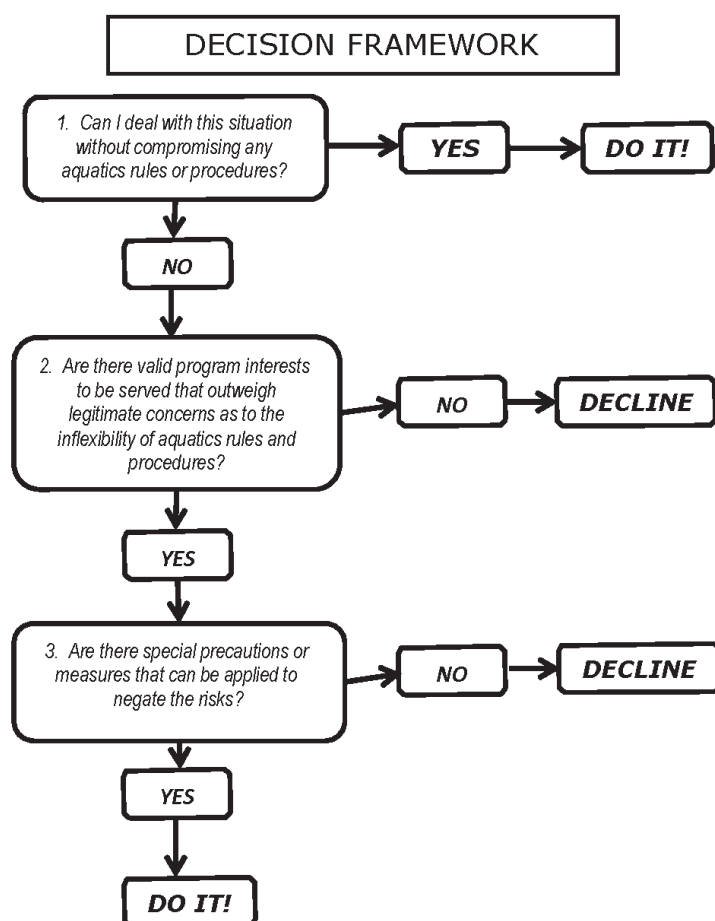 DECISION FRAMEWORK
1. Can I deal with this situation
without compromising any
aquatics rules or procedures?
YES
DO IT!
NO
2. Are there valid program interests
to be served that outweigh
legitimate concerns as to the
inflexibility of aquatics rules and
procedures?
NO
DECLINE
YES
3. Are there special precautions or
measures that can be applied to
negate the risks?
NO
DECLINE
YES
DO IT!